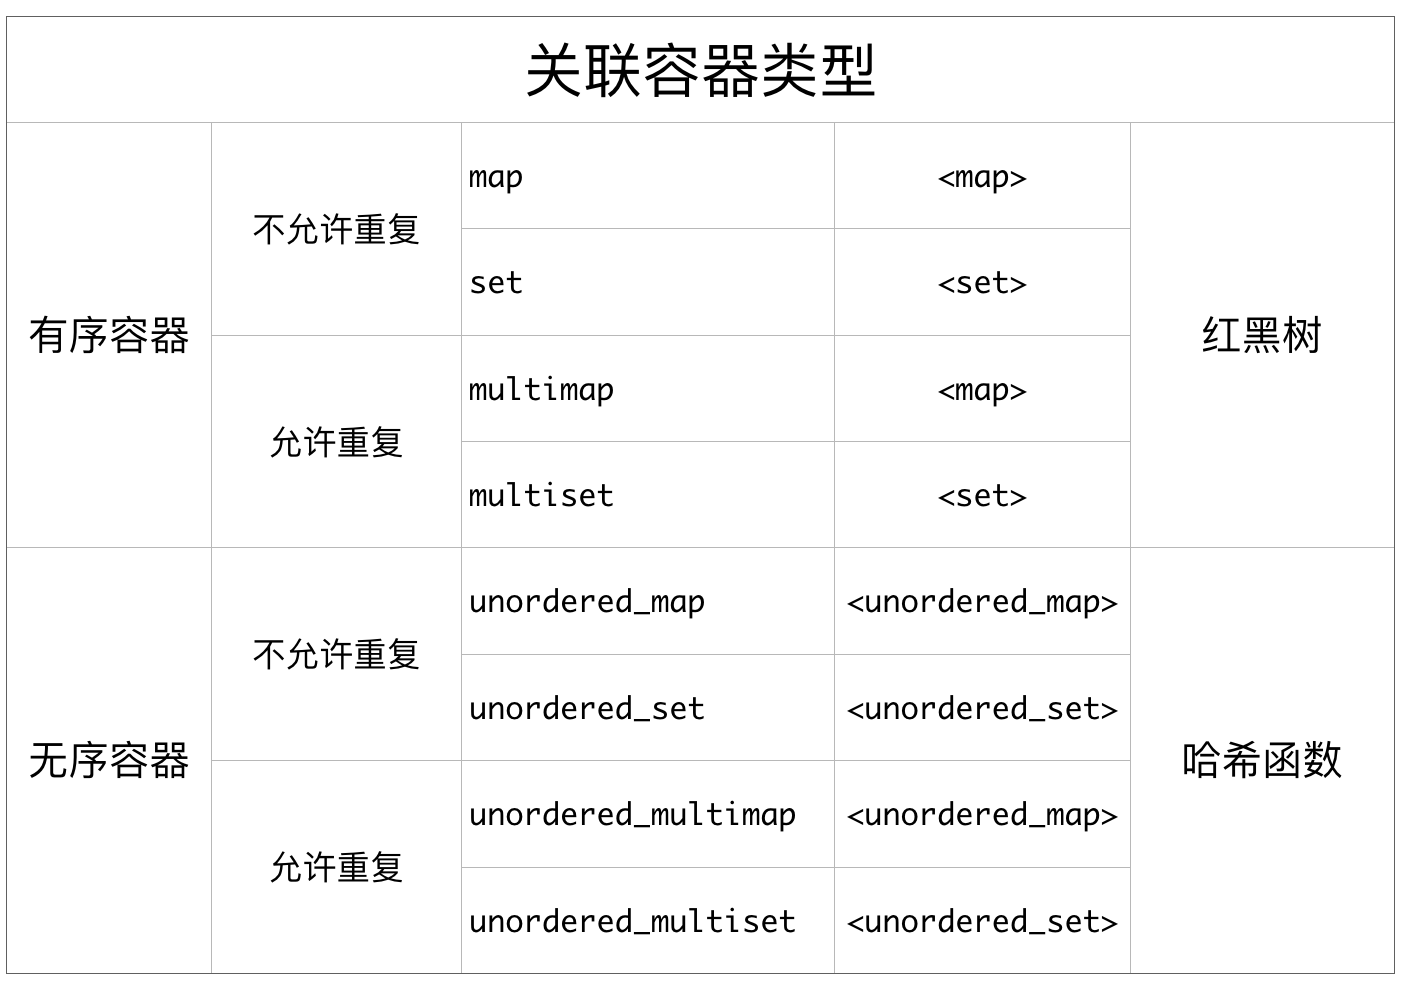 关联容器类型
有序容器
不允许重复
map
<map>
set
<set>
允许重复
multimap
<map>
multiset
<set>
红黑树
无序容器
不允许重复
unordered_map
<unordered_map>
unordered_set
<unordered_set>
允许重复
unordered_multimap
<unordered_map>
unordered_multiset
<unordered_set>
哈希函数